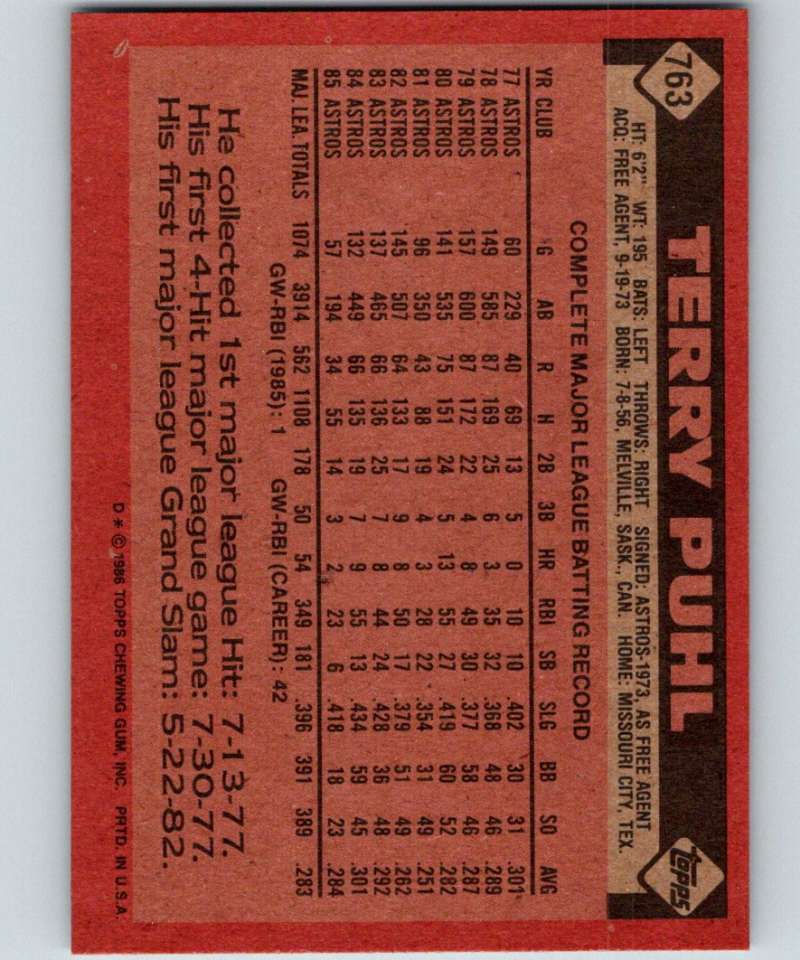 763 TERRY PUHL topps
HT: 6'2" WT: 195 BATS: LEFT THROWS: RIGHT SIGNED: ASTROS-1973, AS FREE AGENT
ACQ: FREE AGENT, 9-19-73 BORN: 7-8-56, MELVILLE, SASK., CAN. HOME: MISSOURI CITY, TEX.
COMPLETE MAJOR LEAGUE BATTING RECORD
YR CLUB G AB R H 2B 3B HR RBI SB SLG BB SO AVG
77 ASTROS 60 229 40 69 13 5 0 10 10 .402 30 31 .301
78 ASTROS 149 585 87 169 25 6 3 35 32 .368 48 46 .289
79 ASTROS 157 600 87 172 22 4 8 49 30 .377 58 46 .287
80 ASTROS 141 535 75 151 24 5 13 55 27 .419 60 52 .282
81 ASTROS 96 350 43 88 19 4 3 28 22 .354 31 49 .251
82 ASTROS 145 507 64 133 17 9 8 50 17 .379 51 49 .262
83 ASTROS 137 465 66 136 25 7 8 44 24 .428 36 48 .292
84 ASTROS 132 449 66 135 19 7 9 55 13 .434 59 45 .301
85 ASTROS 57 194 34 55 14 3 2 23 6 .418 18 23 .284
MAJ. LEA. TOTALS 1074 3914 562 1108 178 50 54 349 181 .396 391 389 .283
GW-RBI (1985): 1 GW-RBI (CAREER): 42
He collected 1st major league Hit: 7-13-77.
His first 4-Hit major league game: 7-30-77.
His first major league Grand Slam: 5-22-82.
D * © 1986 TOPPS CHEWING GUM, INC. PRTD. IN U.S.A.